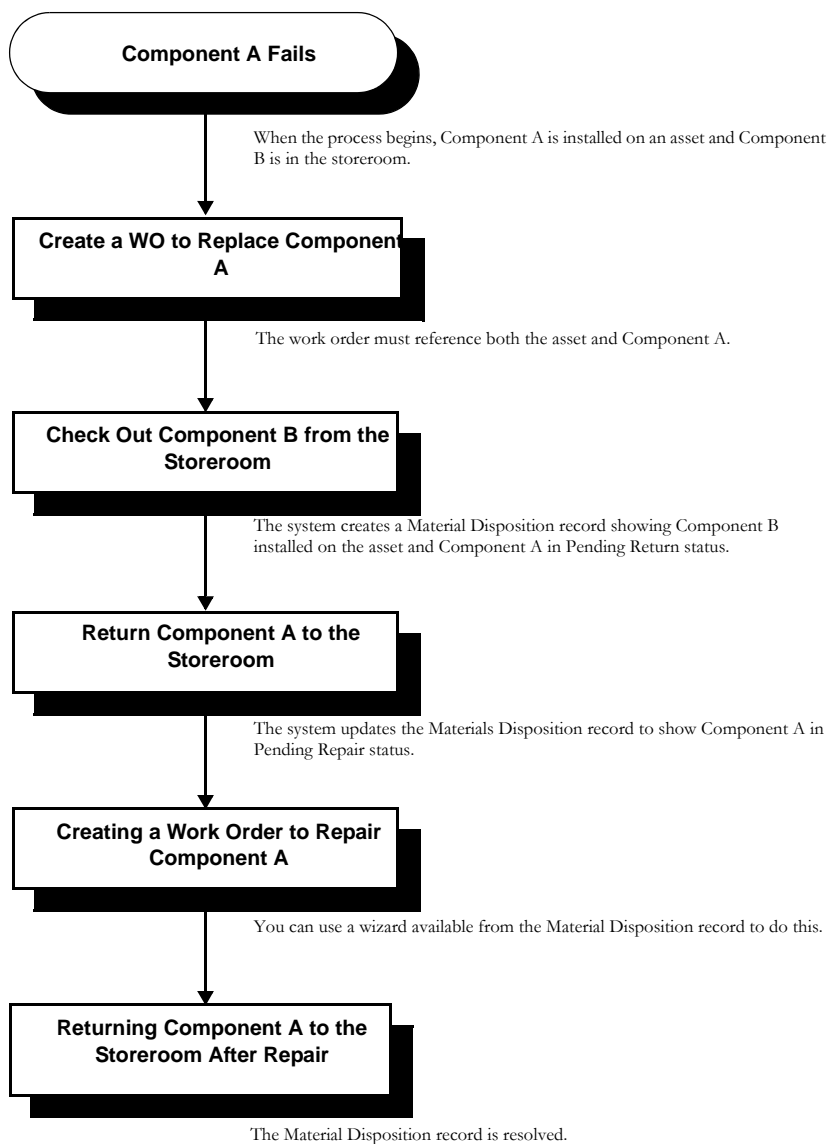 Component A Fails
When the process begins, Component A is installed on an asset and Component
B is in the storeroom.
Create a WO to Replace Component
A
The work order must reference both the asset and Component A.
Check Out Component B from the
Storeroom
The system creates a Material Disposition record showing Component B
installed on the asset and Component A in Pending Return status.
Return Component A to the
Storeroom
The system updates the Materials Disposition record to show Component A in
Pending Repair status.
Creating a Work Order to Repair
Component A
You can use a wizard available from the Material Disposition record to do this.
Returning Component A to the
Storeroom After Repair
The Material Disposition record is resolved.